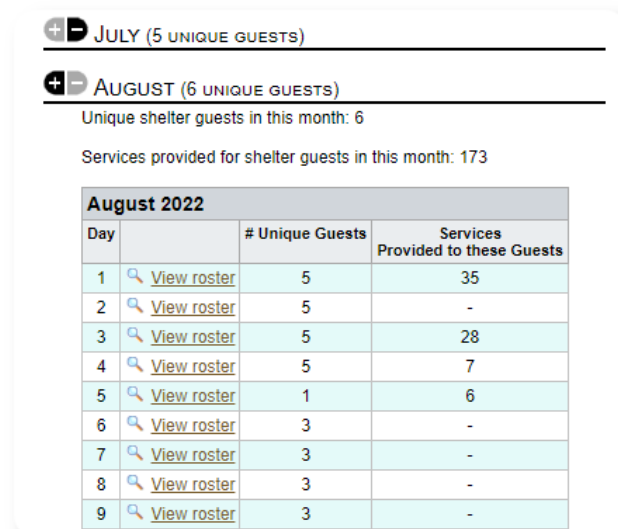 JULY (5 UNIQUE GUESTS)
AUGUST (6 UNIQUE GUESTS)
Unique shelter guests in this month: 6
Services provided for shelter guests in this month: 173
August 2022
Day # Unique Guests Services Provided to these Guests
1 View roster 5 35
2 View roster 5 -
3 View roster 5 28
4 View roster 5 7
5 View roster 1 6
6 View roster 3 -
7 View roster 3 -
8 View roster 3 -
9 View roster 3 -